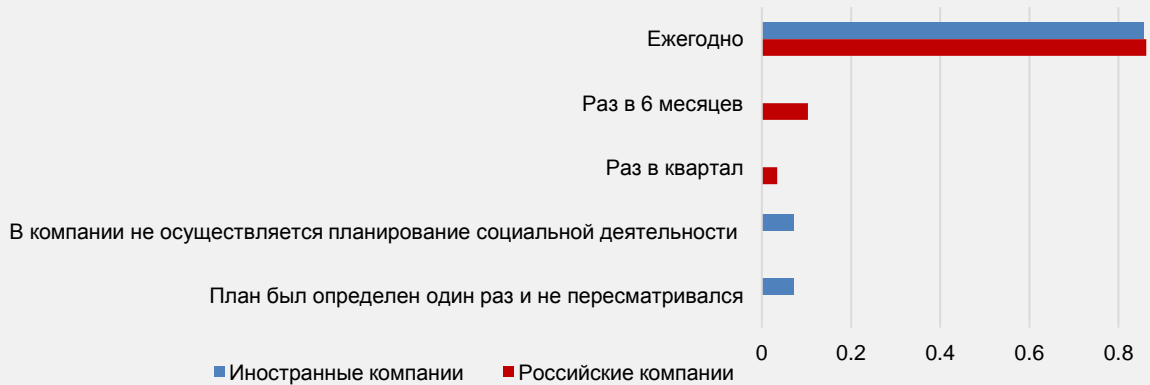 Ежегодно
Раз в 6 месяцев
Раз в квартал
В компании не осуществляется планирование социальной деятельности
План был определен один раз и не пересматривался
0 0.2 0.4 0.6 0.8
Иностранные компании Российские компании